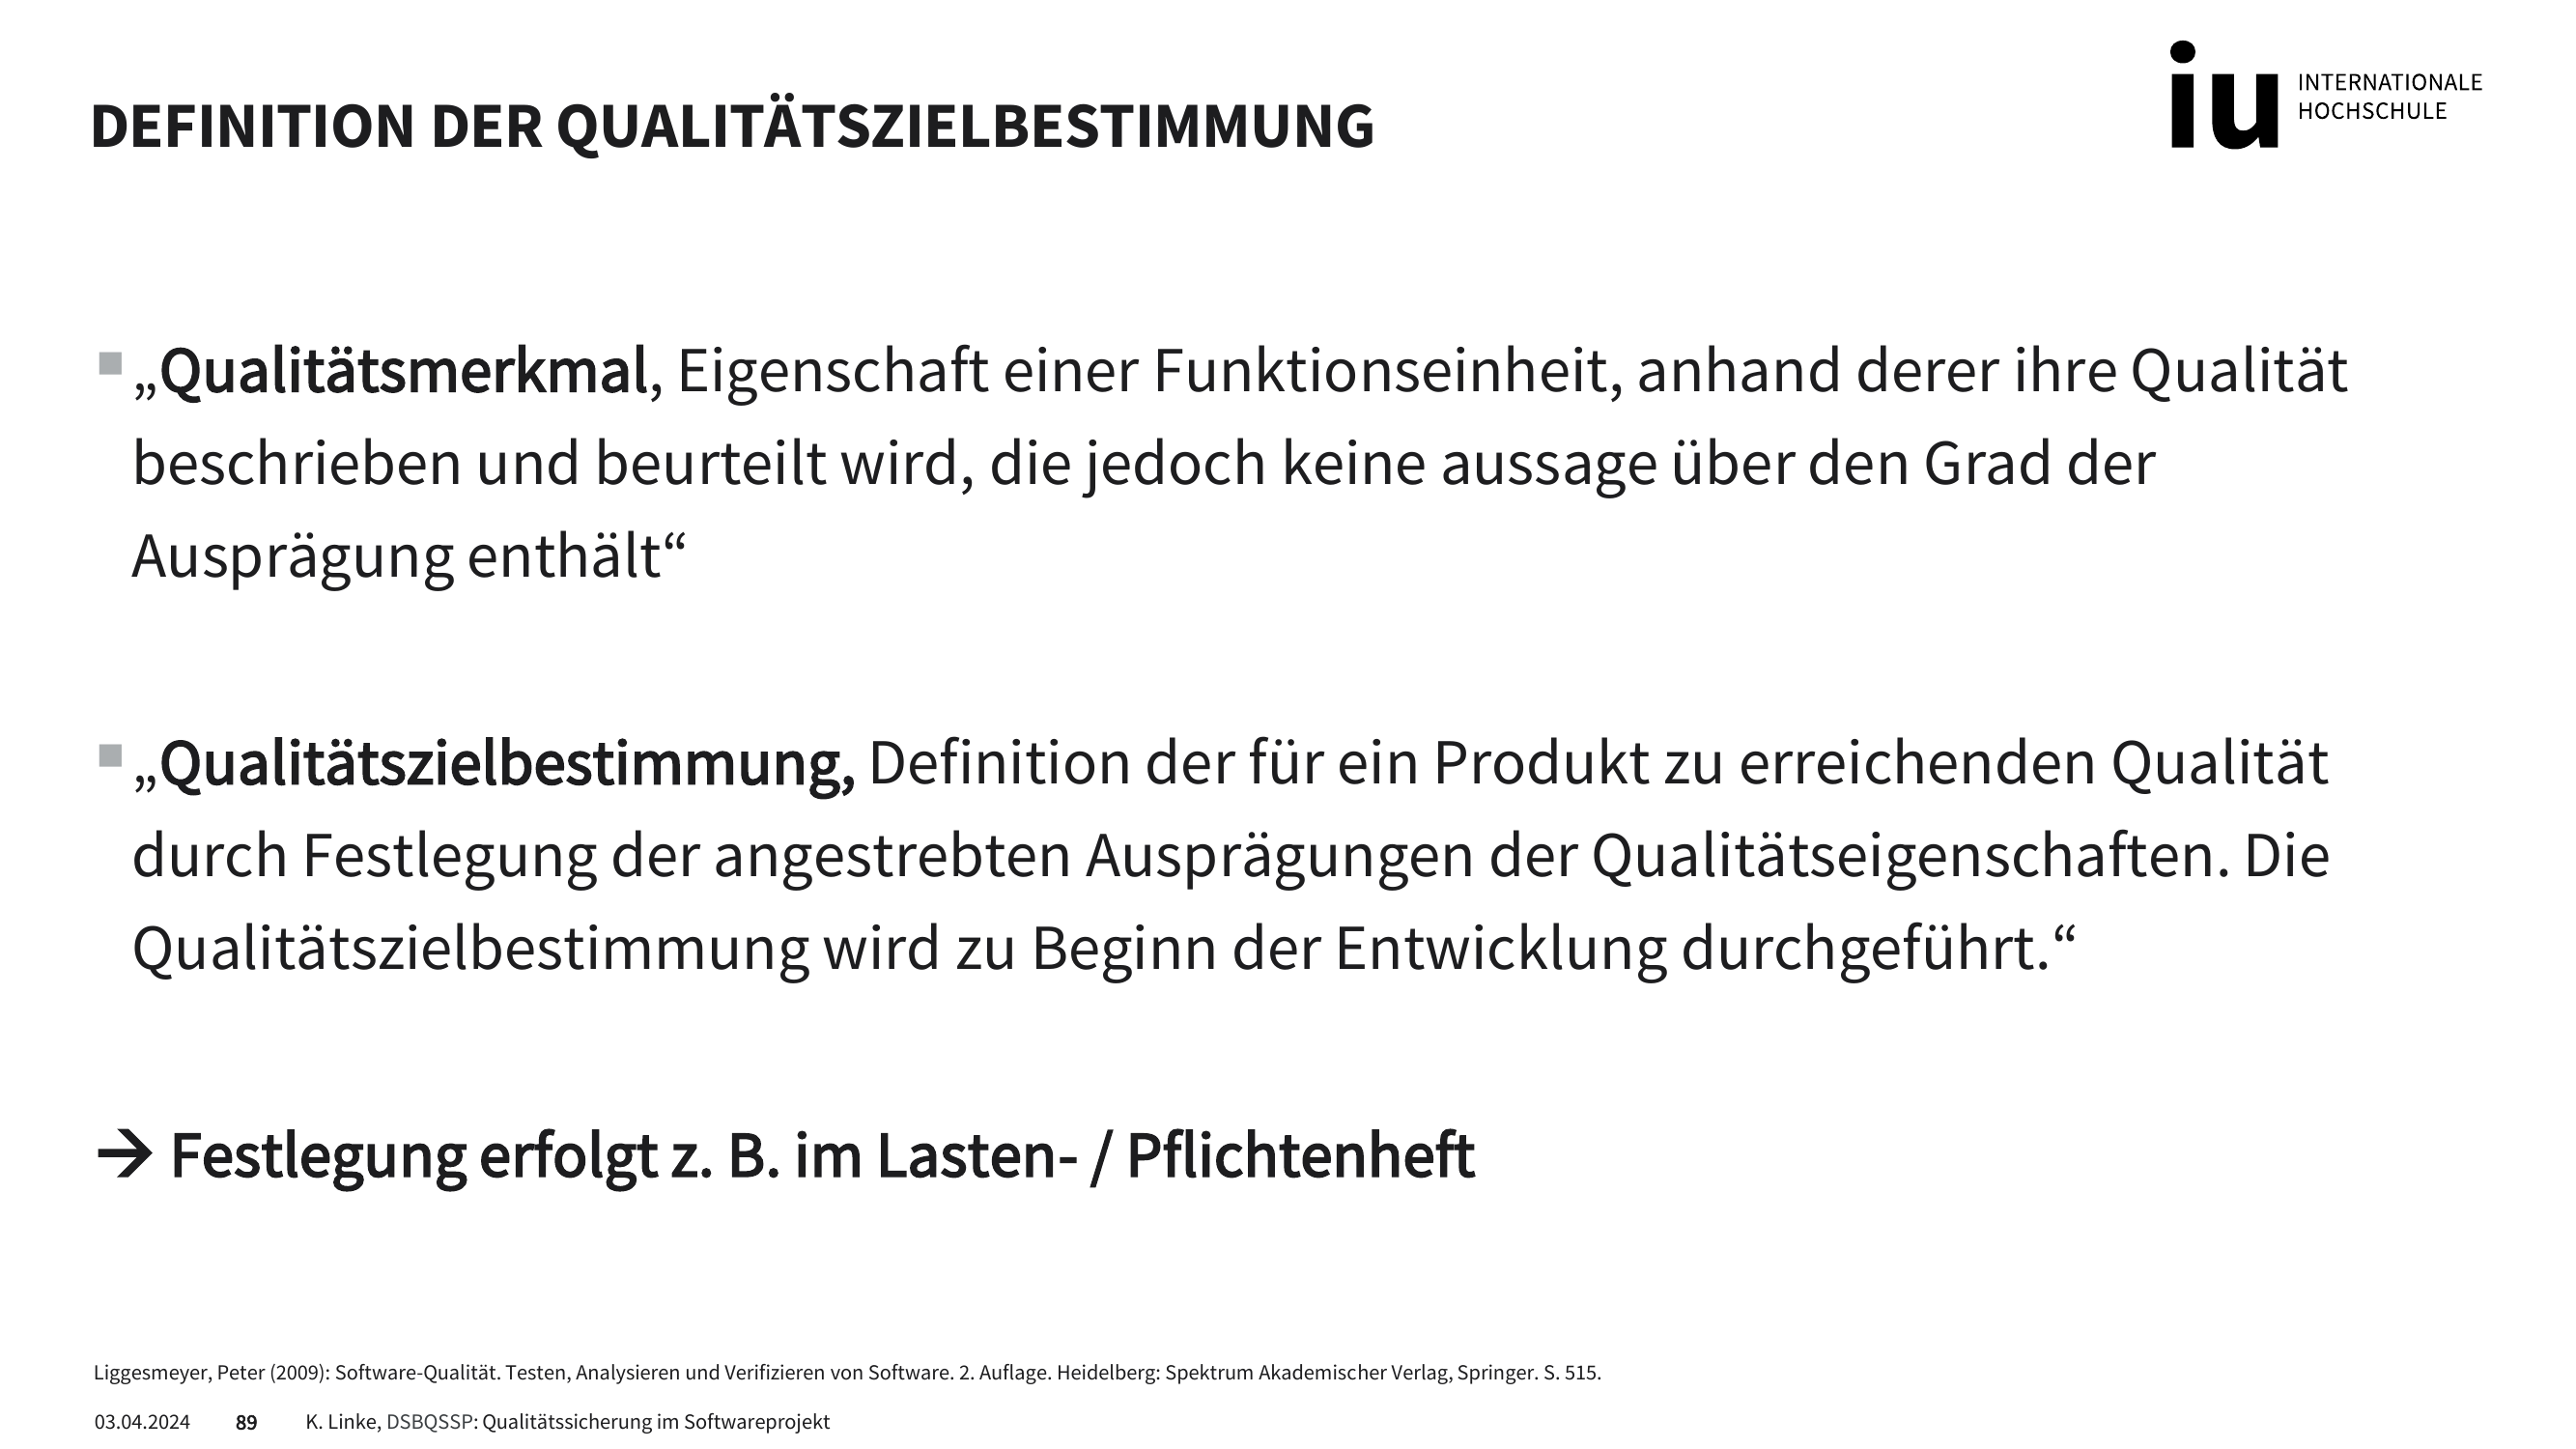 DEFINITION DER QUALITÄTSZIELBESTIMMUNG
iu INTERNATIONALE
HOCHSCHULE
„Qualitätsmerkmal, Eigenschaft einer Funktionseinheit, anhand derer ihre Qualität
beschrieben und beurteilt wird, die jedoch keine aussage über den Grad der
Ausprägung enthält“
„Qualitätszielbestimmung, Definition der für ein Produkt zu erreichenden Qualität
durch Festlegung der angestrebten Ausprägungen der Qualitätseigenschaften. Die
Qualitätszielbestimmung wird zu Beginn der Entwicklung durchgeführt.“
→ Festlegung erfolgt z. B. im Lasten- / Pflichtenheft
Liggesmeyer, Peter (2009): Software-Qualität. Testen, Analysieren und Verifizieren von Software. 2. Auflage. Heidelberg: Spektrum Akademischer Verlag, Springer. S. 515.
03.04.2024 89 K. Linke, DSBQSSP: Qualitätssicherung im Softwareprojekt